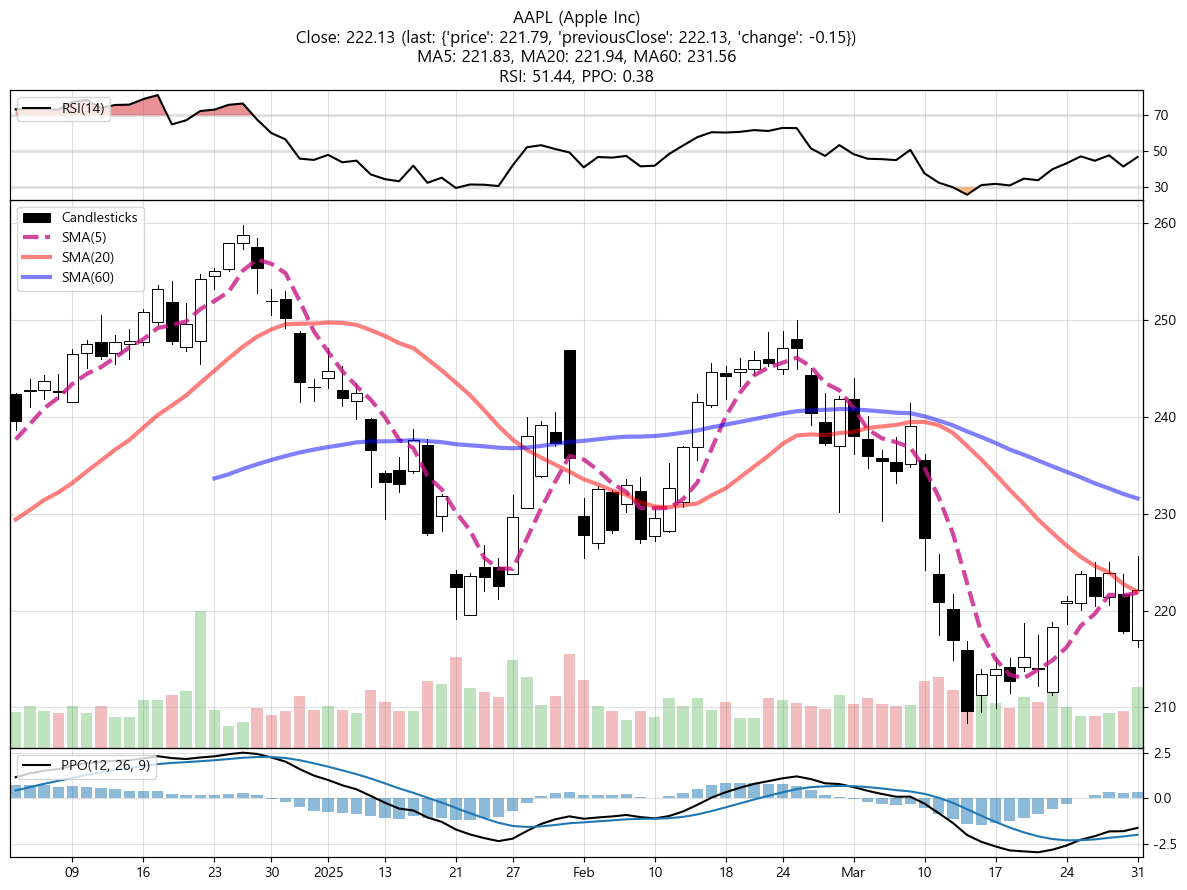 AAPL (Apple Inc)
Close: 222.13 (last: {'price': 221.79, 'previousClose': 222.13, 'change': -0.15})
MA5: 221.83, MA20: 221.94, MA60: 231.56
RSI: 51.44, PPO: 0.38
RSI(14)
70
50
30
Candlesticks
SMA(5)
SMA(20)
SMA(60)
260
250
240
230
220
210
PPO(12, 26, 9)
2.5
0.0
-2.5
09 16 23 30 2025 13 21 27 Feb 10 18 24 Mar 10 17 24 31